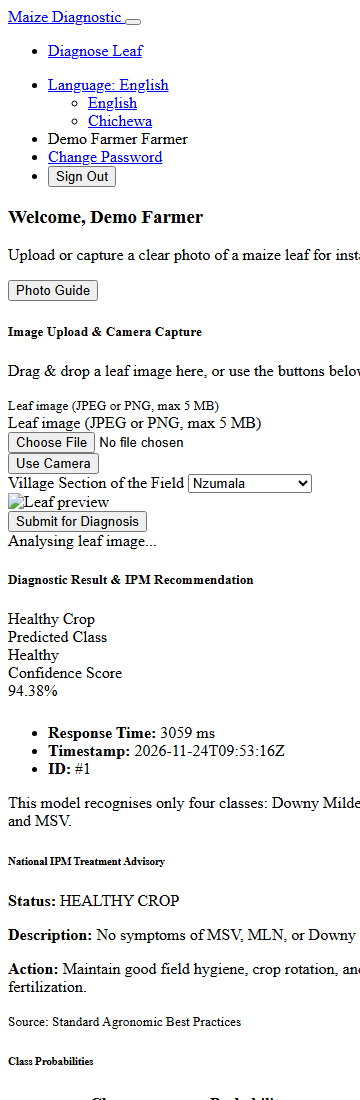 Maize Diagnostic
Diagnose Leaf
Language: English
English
Chichewa
Demo Farmer Farmer
Change Password
Sign Out
Welcome, Demo Farmer
Upload or capture a clear photo of a maize leaf for
Photo Guide
Image Upload & Camera Capture
Drag & drop a leaf image here, or use the buttons
Leaf image (JPEG or PNG, max 5 MB)
Leaf image (JPEG or PNG, max 5 MB)
Choose File No file chosen
Use Camera
Village Section of the Field Nzumala
Leaf preview
Submit for Diagnosis
Analysing leaf image...
Diagnostic Result & IPM Recommendation
Healthy Crop
Predicted Class
Healthy
Confidence Score
94.38%
Response Time: 3059 ms
Timestamp: 2026-11-24T09:53:16Z
ID: #1
This model recognises only four classes: Downy
and MSV.
National IPM Treatment Advisory
Status: HEALTHY CROP
Description: No symptoms of MSV, MLN, or Downy
Action: Maintain good field hygiene, crop rotation,
fertilization.
Source: Standard Agronomic Best Practices
Class Probabilities